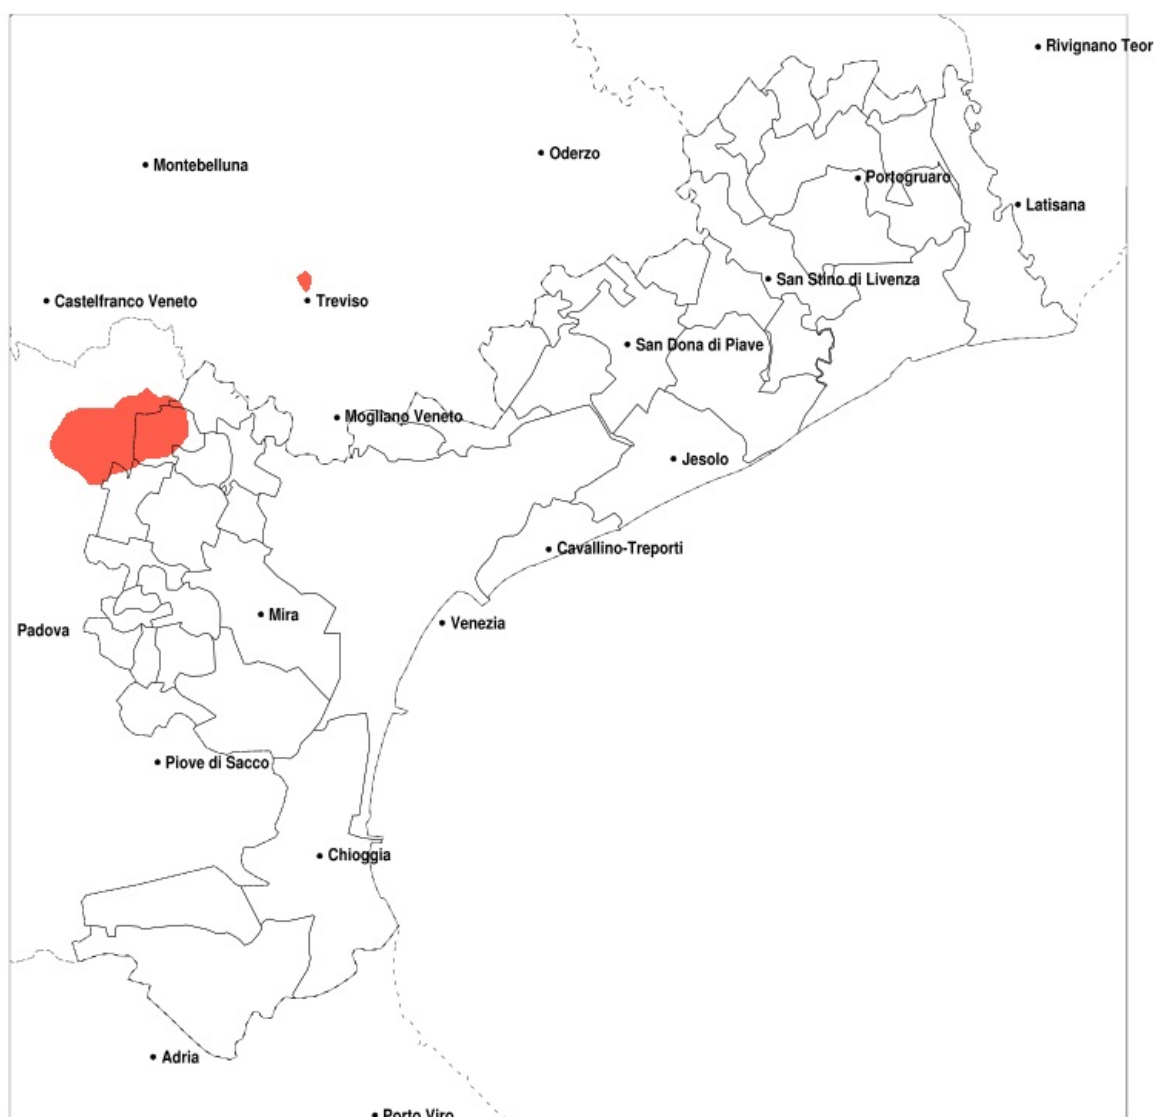 Rivignano Teor
Oderzo
Montebelluna
Portogruaro
Latisana
San Stino di Livenza
Castelfranco Veneto
Treviso
San Dona di Piave
Mogliano Veneto
Jesolo
Cavallino-Treporti
Mira
Venezia
Padova
Piove di Sacco
Chioggia
Adria
Porto Viro